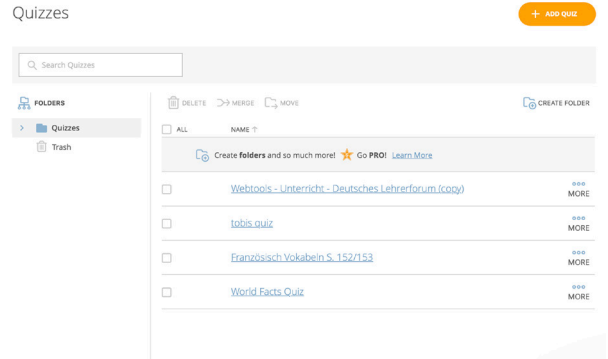 Quizzes
+ ADD QUIZ
Search Quizzes
FOLDERS
DELETE MERGE MOVE CREATE FOLDER
Quizzes
Trash
ALL NAME ↑
Create folders and so much more! Go PRO! Learn More
Webtools - Unterricht - Deutsches Lehrerforum (copy)
MORE
tobis quiz
MORE
Französisch Vokabeln S. 152/153
MORE
World Facts Quiz
MORE